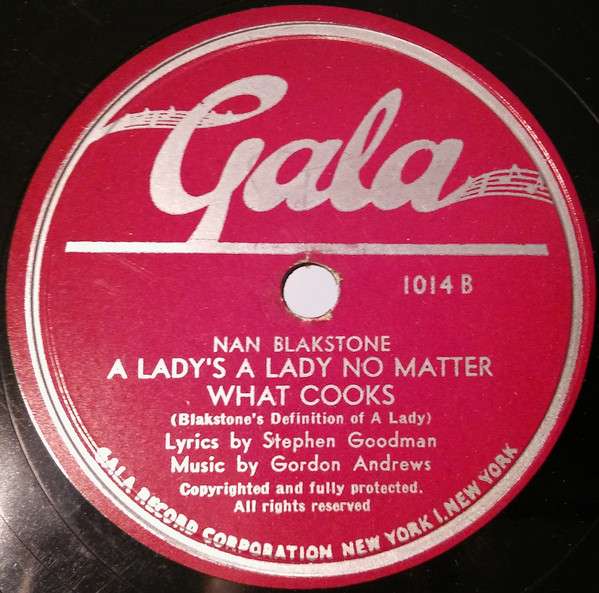 Gala
1014 B
NAN BLAKSTONE
A LADY'S A LADY NO MATTER
WHAT COOKS
(Blakstone's Definition of A Lady)
Lyrics by Stephen Goodman
Music by Gordon Andrews
Copyrighted and fully protected.
All rights reserved
GALA RECORD CORPORATION NEW YORK 1, NEW YORK